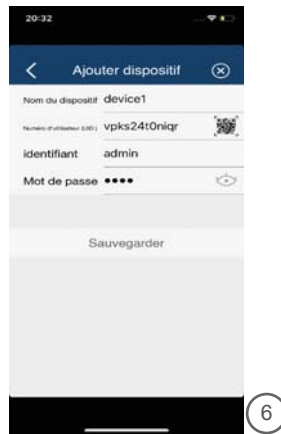 20:32
Ajouter dispositif
Nom du dispositif device1
Numéro d'utilisateur (UID) vpks24t0niqr
identifiant admin
Mot de passe ••••
Sauvegarder
6